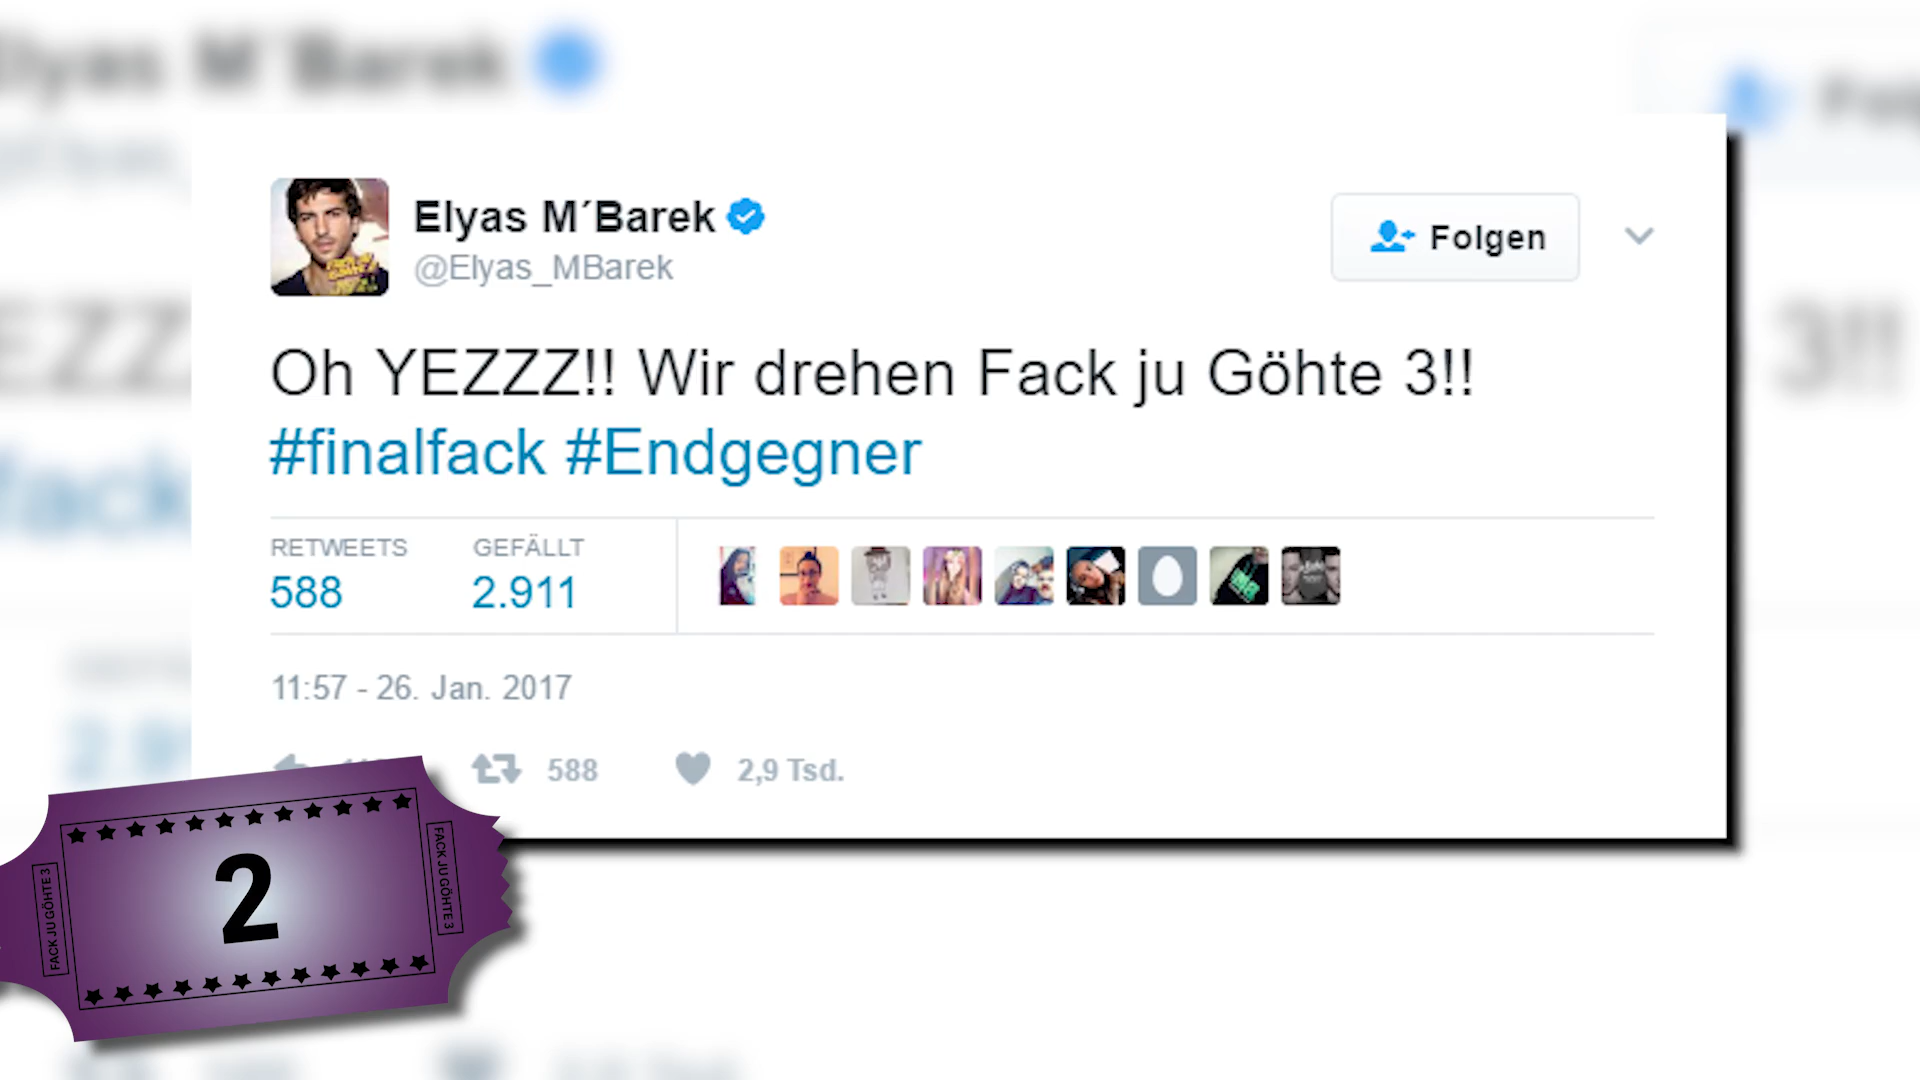 Elyas M´Barek
@Elyas_MBarek
Folgen
Oh YEZZZ!! Wir drehen Fack ju Göhte 3!!
#finalfack #Endgegner
RETWEETS
GEFÄLLT
588
2.911
11:57 - 26. Jan. 2017
588
2,9 Tsd.
FACK JU GÖHTE 3
2
FACK JU GÖHTE 3